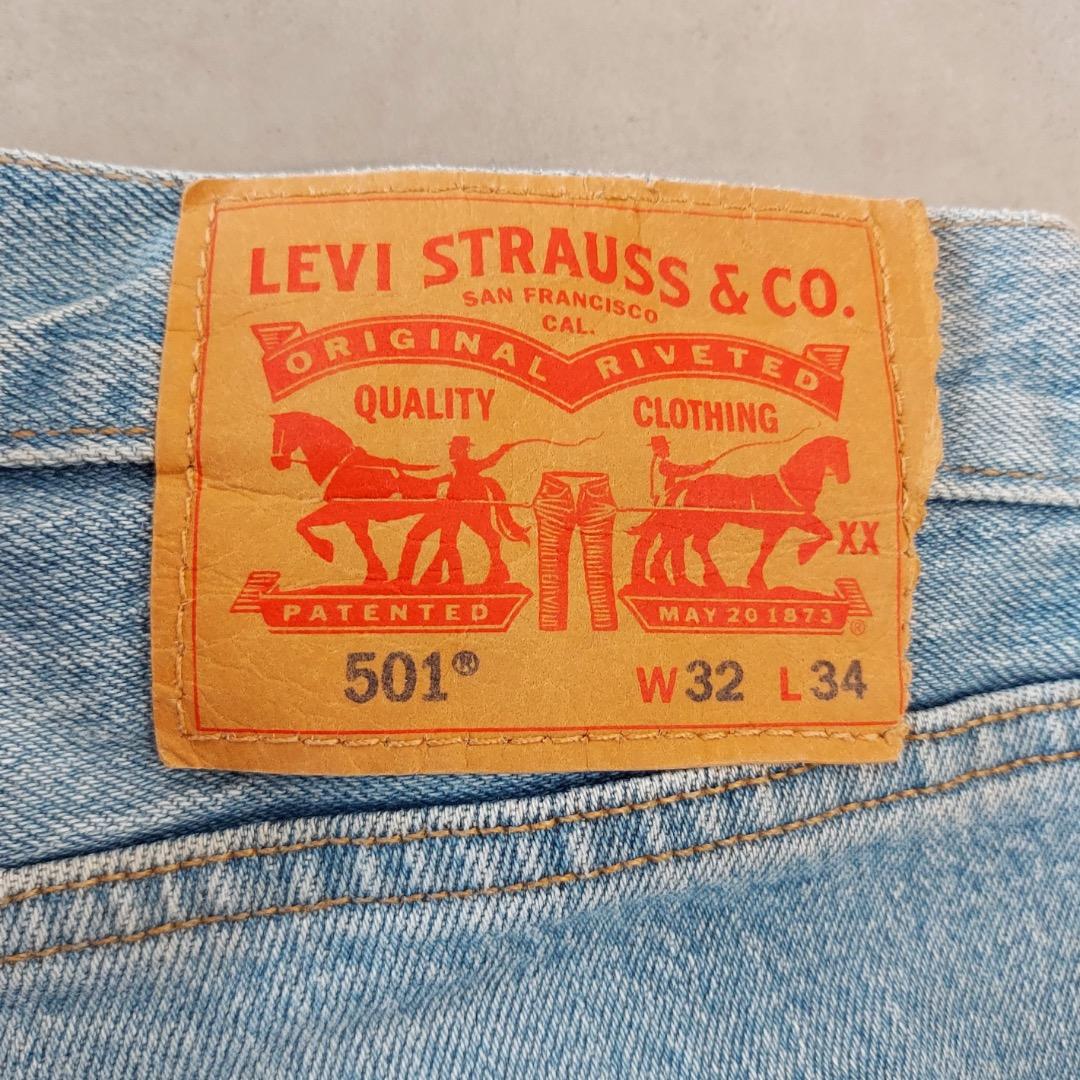 LEVI STRAUSS & CO.
SAN FRANCISCO
CAL.
ORIGINAL RIVETED
QUALITY CLOTHING
XX
PATENTED MAY 20 1873 ®
501® W32 L34